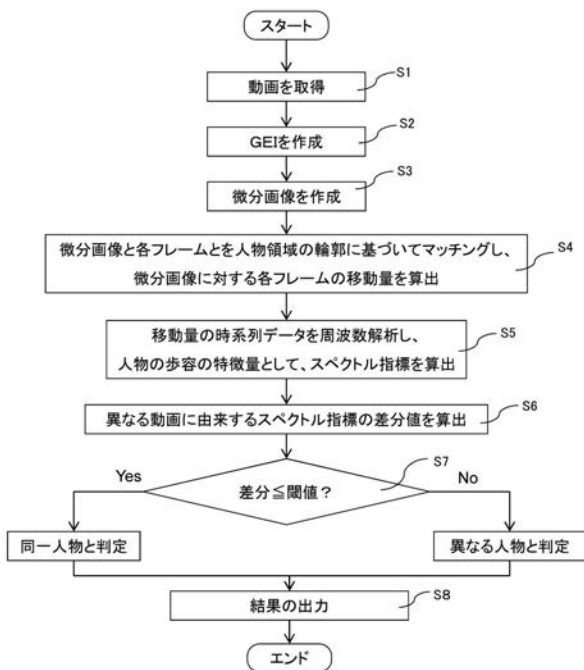 スタート
S1
動画を取得
S2
GEIを作成
S3
微分画像を作成
S4
微分画像と各フレームとを人物領域の輪郭に基づいてマッチングし、
微分画像に対する各フレームの移動量を算出
S5
移動量の時系列データを周波数解析し、
人物の歩容の特徴量として、スペクトル指標を算出
S6
異なる動画に由来するスペクトル指標の差分値を算出
S7
Yes
差分≦閾値？
No
同一人物と判定
異なる人物と判定
S8
結果の出力
エンド